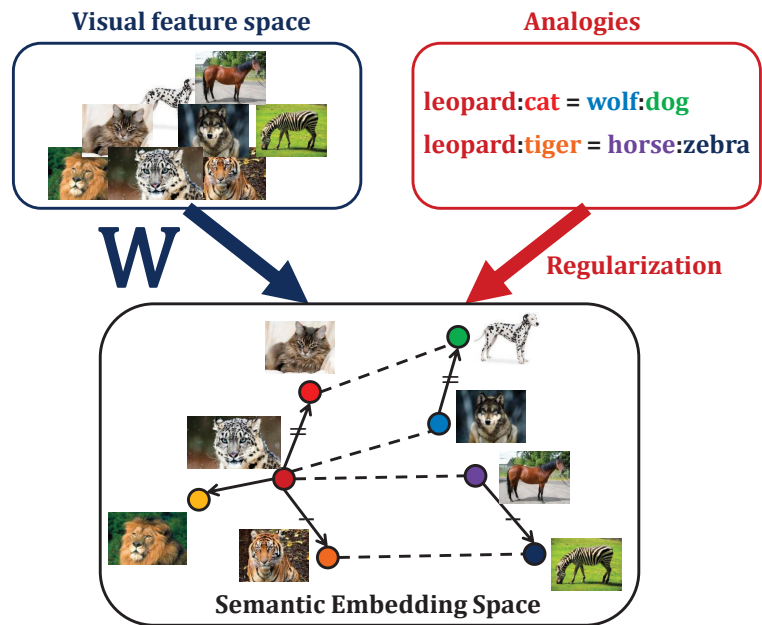 Visual feature space
Analogies
leopard:cat = wolf:dog
leopard:tiger = horse:zebra
W
Regularization
Semantic Embedding Space